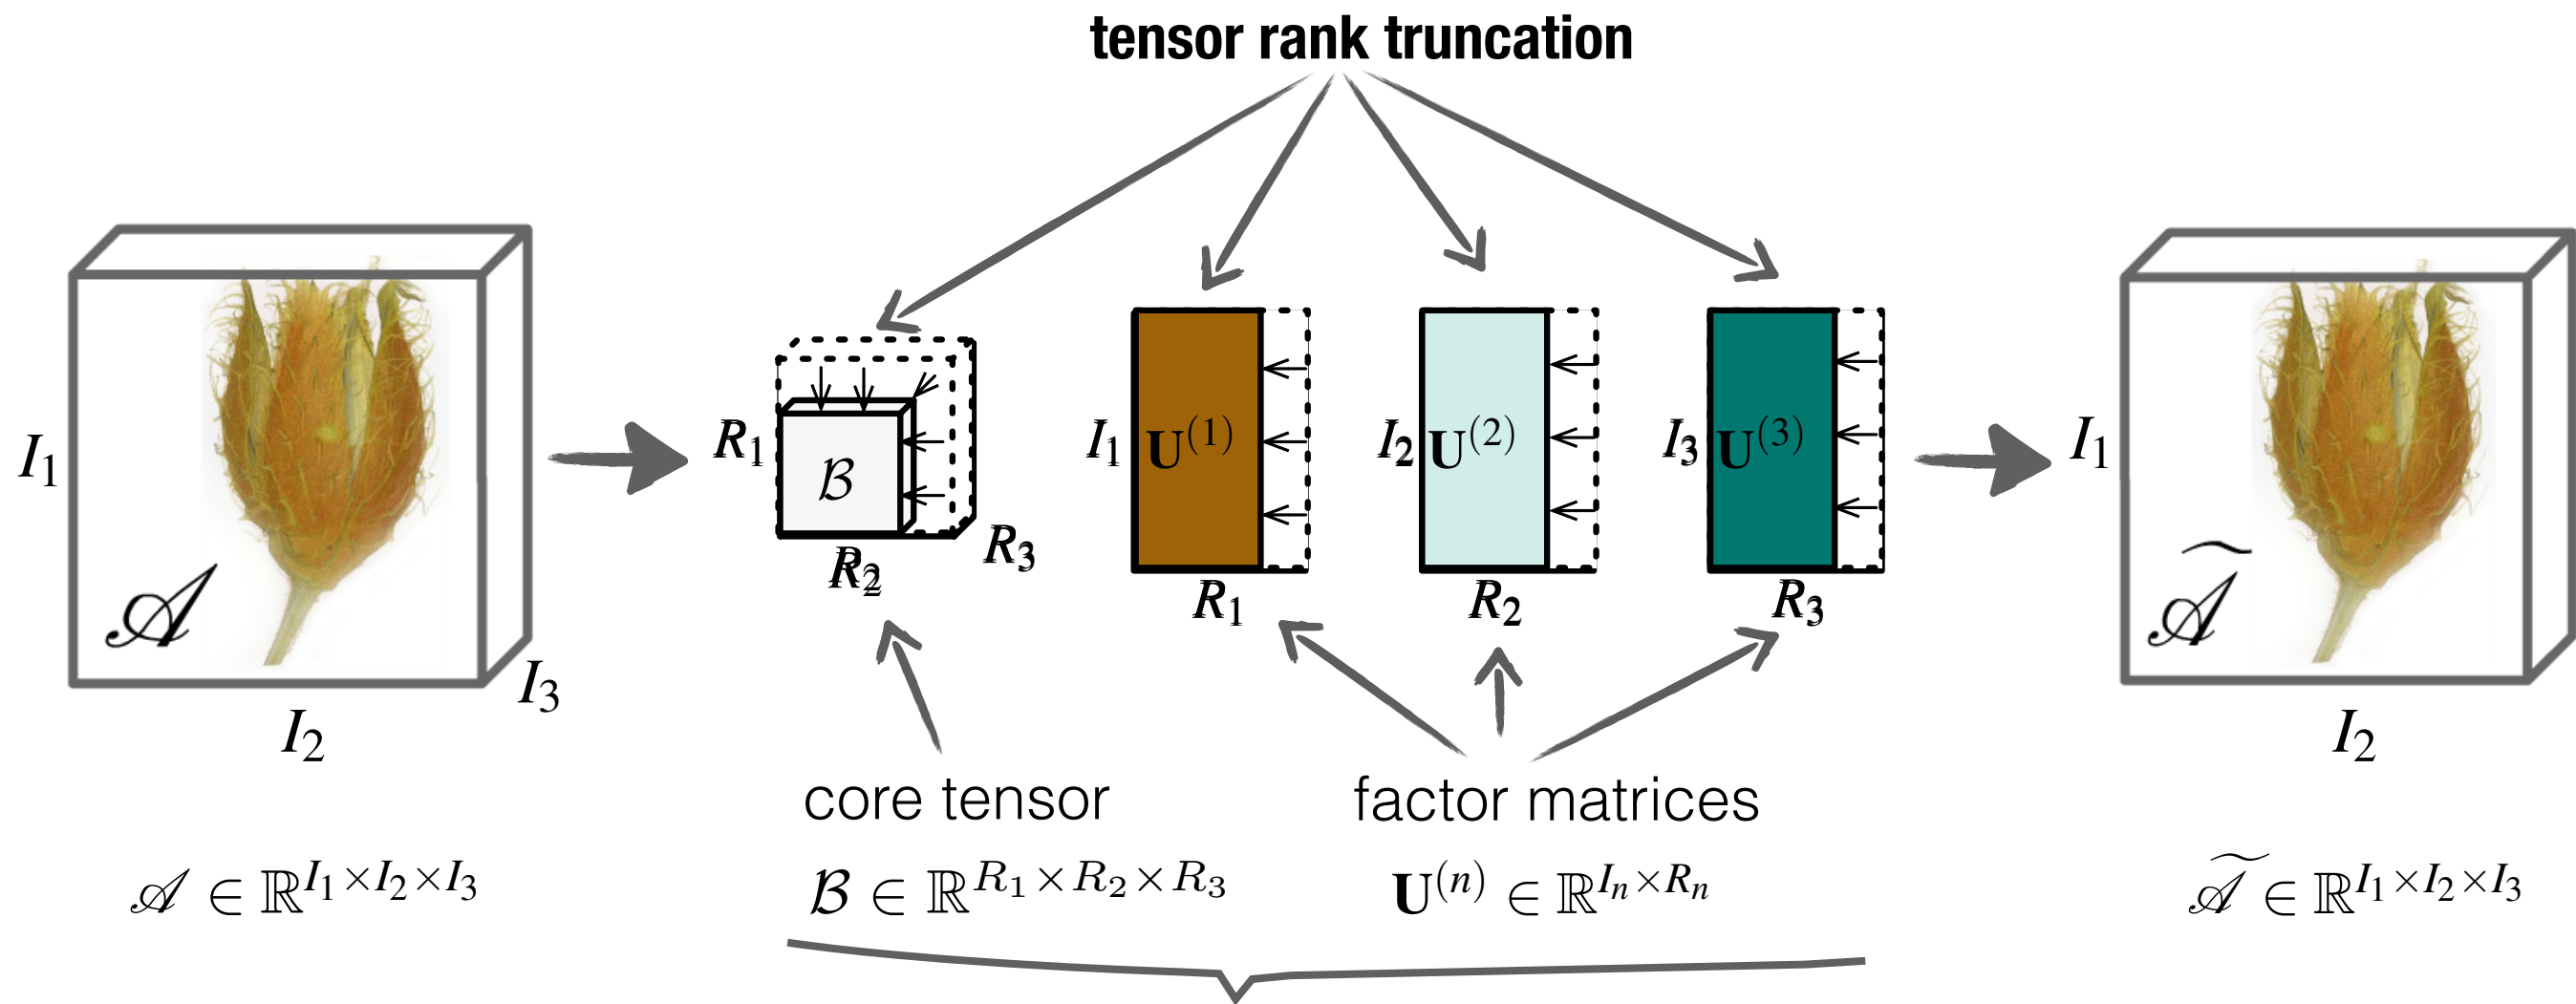 tensor rank truncation
I₁
𝒜
I₂
I₃
R₁
ℬ
R₂
R₃
I₁
U⁽¹⁾
R₁
I₂
U⁽²⁾
R₂
I₃
U⁽³⁾
R₃
I₁
𝒜̃
I₂
core tensor
factor matrices
𝒜 ∈ ℝ^{I₁×I₂×I₃}
ℬ ∈ ℝ^{R₁×R₂×R₃}
U⁽ⁿ⁾ ∈ ℝ^{Iₙ×Rₙ}
𝒜̃ ∈ ℝ^{I₁×I₂×I₃}